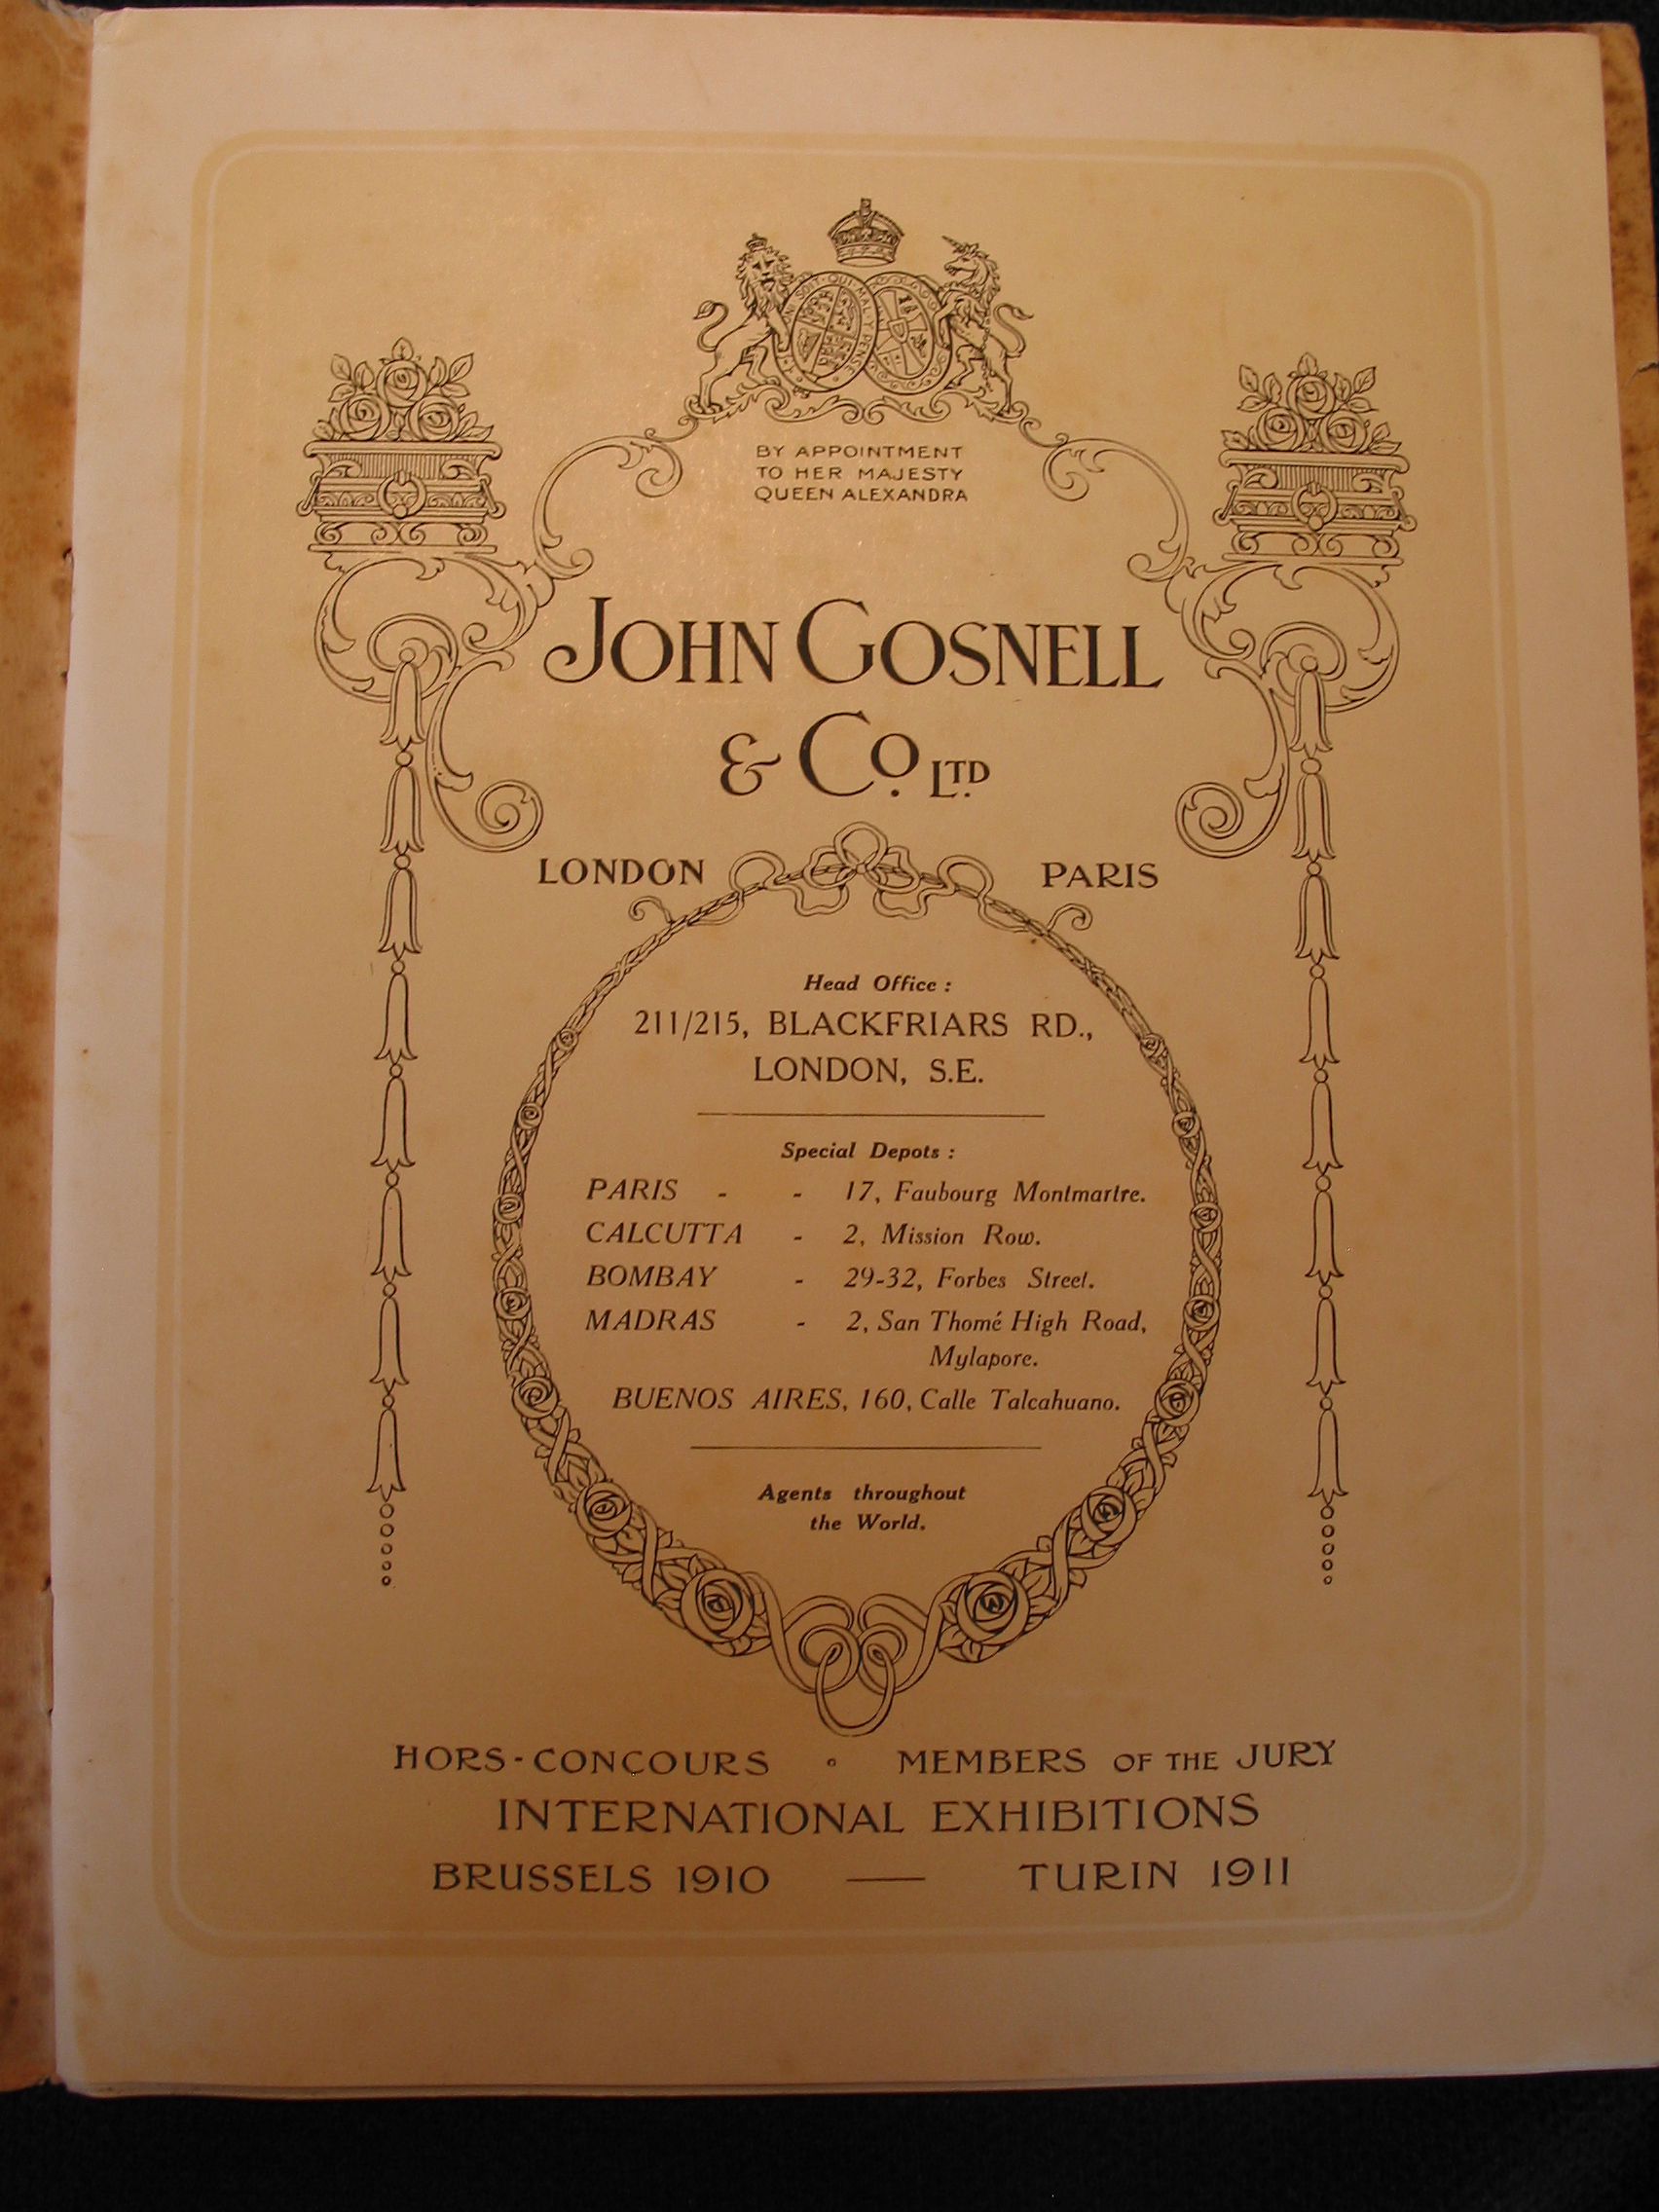 BY APPOINTMENT
TO HER MAJESTY
QUEEN ALEXANDRA
JOHN GOSNELL
& Co. LTD.
LONDON PARIS
Head Office :
211/215, BLACKFRIARS RD.,
LONDON, S.E.
Special Depots :
PARIS - - 17, Faubourg Montmartre.
CALCUTTA - 2, Mission Row.
BOMBAY - 29-32, Forbes Street.
MADRAS - 2, San Thomé High Road,
Mylapore.
BUENOS AIRES, 160, Calle Talcahuano.
Agents throughout
the World.
HORS-CONCOURS ∘ MEMBERS OF THE JURY
INTERNATIONAL EXHIBITIONS
BRUSSELS 1910 — TURIN 1911